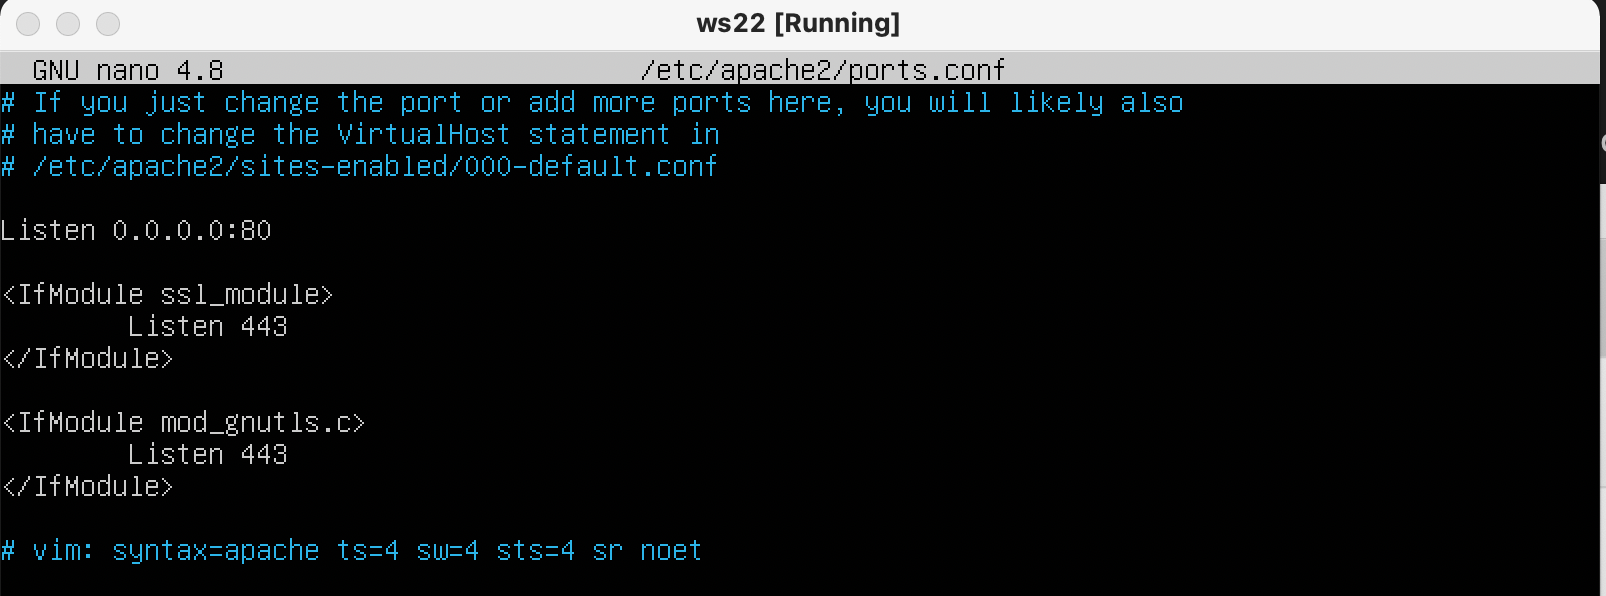 ws22 [Running]
GNU nano 4.8 /etc/apache2/ports.conf
# If you just change the port or add more ports here, you will likely also
# have to change the VirtualHost statement in
# /etc/apache2/sites-enabled/000-default.conf
Listen 0.0.0.0:80
<IfModule ssl_module>
Listen 443
</IfModule>
<IfModule mod_gnutls.c>
Listen 443
</IfModule>
# vim: syntax=apache ts=4 sw=4 sts=4 sr noet